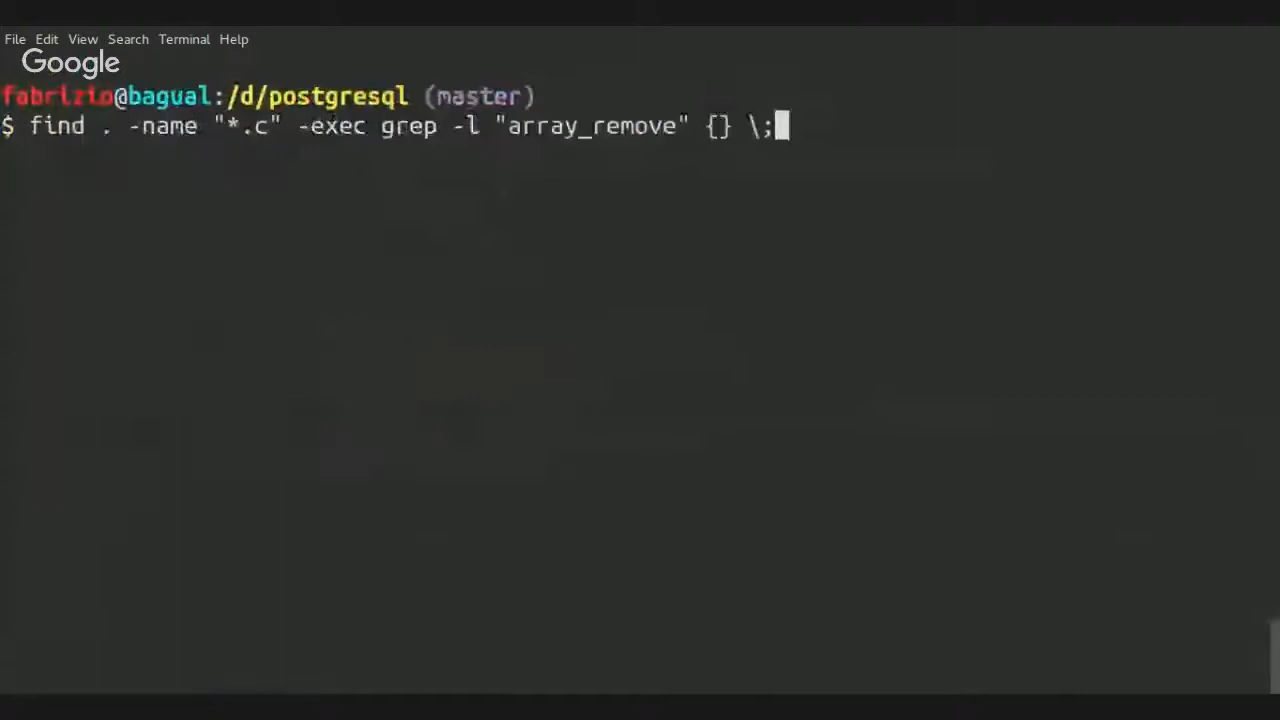 File Edit View Search Terminal Help
Google
fabrizio@bagual:/d/postgresql (master)
$ find . -name "*.c" -exec grep -l "array_remove" {} \;